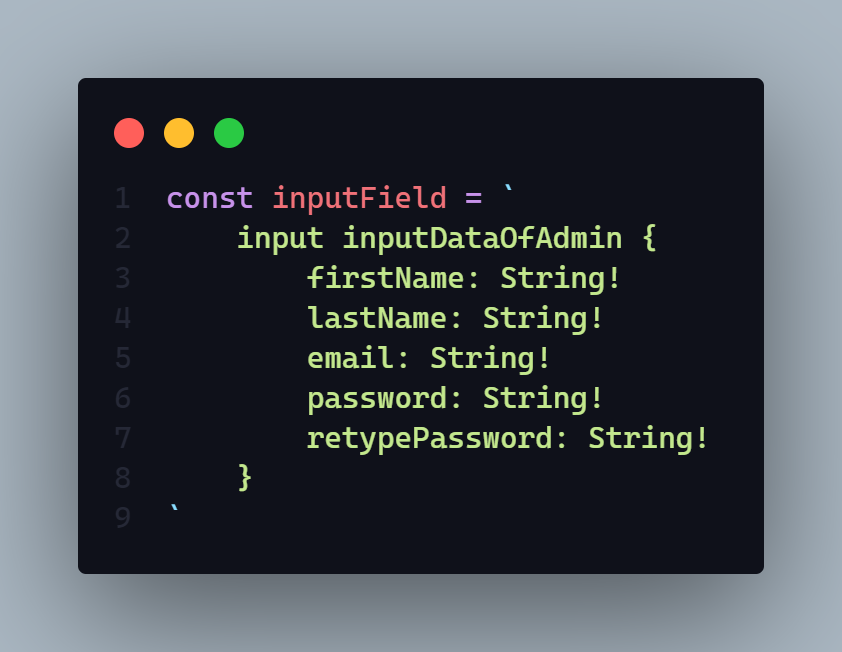 1 const inputField = `
2     input inputDataOfAdmin {
3         firstName: String!
4         lastName: String!
5         email: String!
6         password: String!
7         retypePassword: String!
8     }
9 `